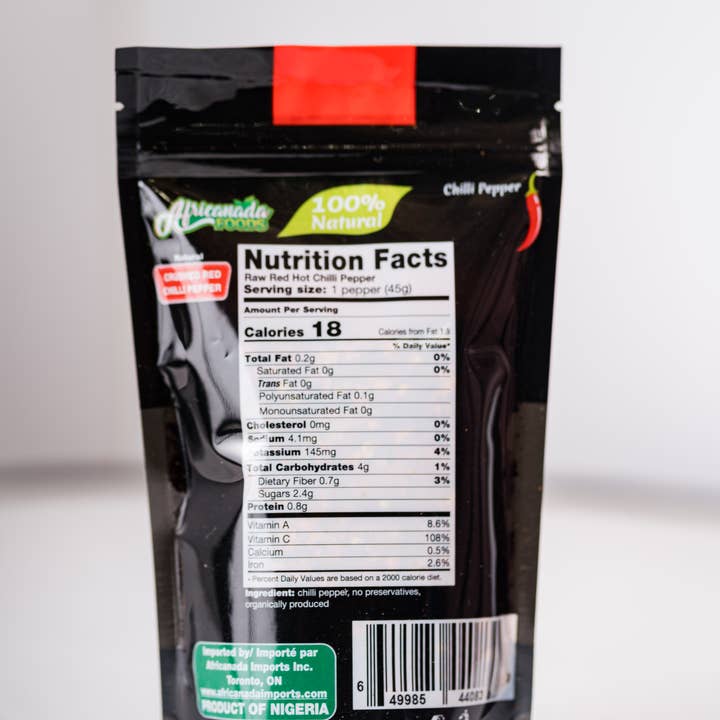 Africanada
FOODS
100%
Natural
Chilli Pepper
Natural
CRUSHED RED
CHILLI PEPPER
Nutrition Facts
Raw Red Hot Chilli Pepper
Serving size: 1 pepper (45g)
Amount Per Serving
Calories 18 Calories from Fat 1.8
% Daily Value*
Total Fat 0.2g 0%
Saturated Fat 0g 0%
Trans Fat 0g
Polyunsaturated Fat 0.1g
Monounsaturated Fat 0g
Cholesterol 0mg 0%
Sodium 4.1mg 0%
Potassium 145mg 4%
Total Carbohydrates 4g 1%
Dietary Fiber 0.7g 3%
Sugars 2.4g
Protein 0.8g
Vitamin A 8.6%
Vitamin C 108%
Calcium 0.5%
Iron 2.6%
- Percent Daily Values are based on a 2000 calorie diet.
Ingredient: chilli pepper, no preservatives,
organically produced
Imported by/ Importé par
Africanada Imports Inc.
Toronto, ON
www.africanadaimports.com
PRODUCT OF NIGERIA
6 49985